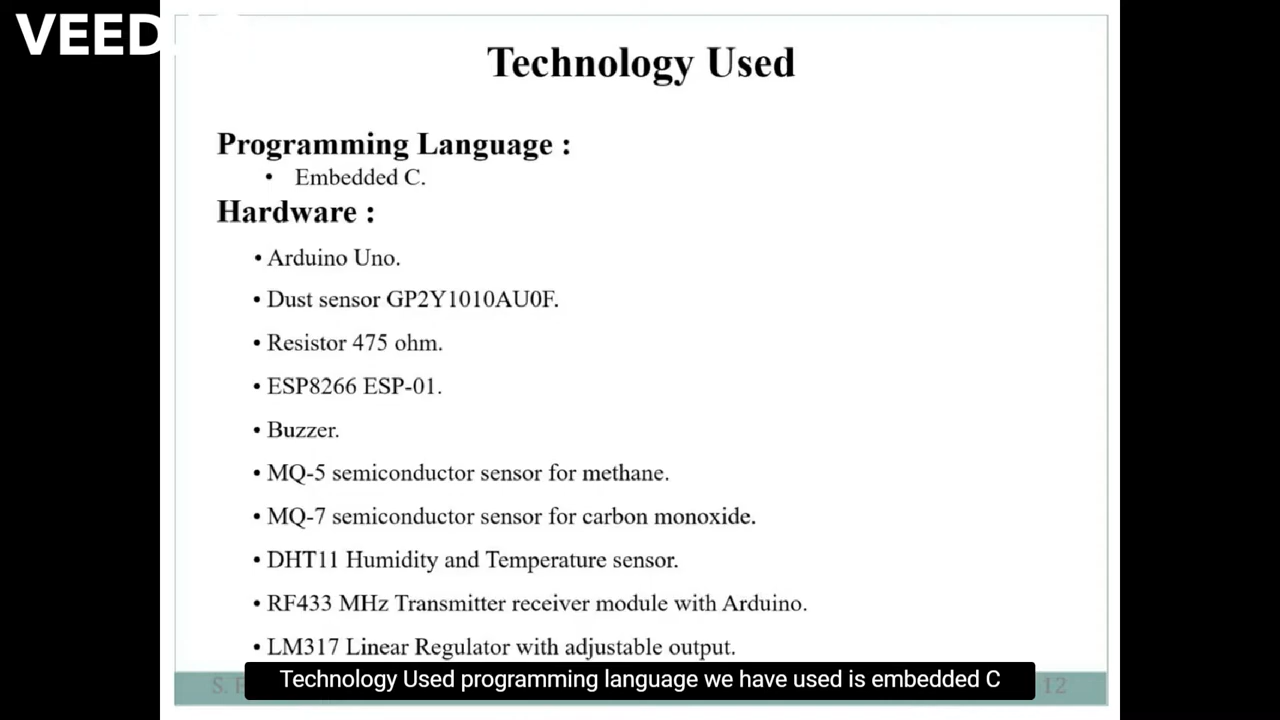 VEED
Technology Used
Programming Language :
• Embedded C.
Hardware :
• Arduino Uno.
• Dust sensor GP2Y1010AU0F.
• Resistor 475 ohm.
• ESP8266 ESP-01.
• Buzzer.
• MQ-5 semiconductor sensor for methane.
• MQ-7 semiconductor sensor for carbon monoxide.
• DHT11 Humidity and Temperature sensor.
• RF433 MHz Transmitter receiver module with Arduino.
• LM317 Linear Regulator with adjustable output.
S.
12
Technology Used programming language we have used is embedded C